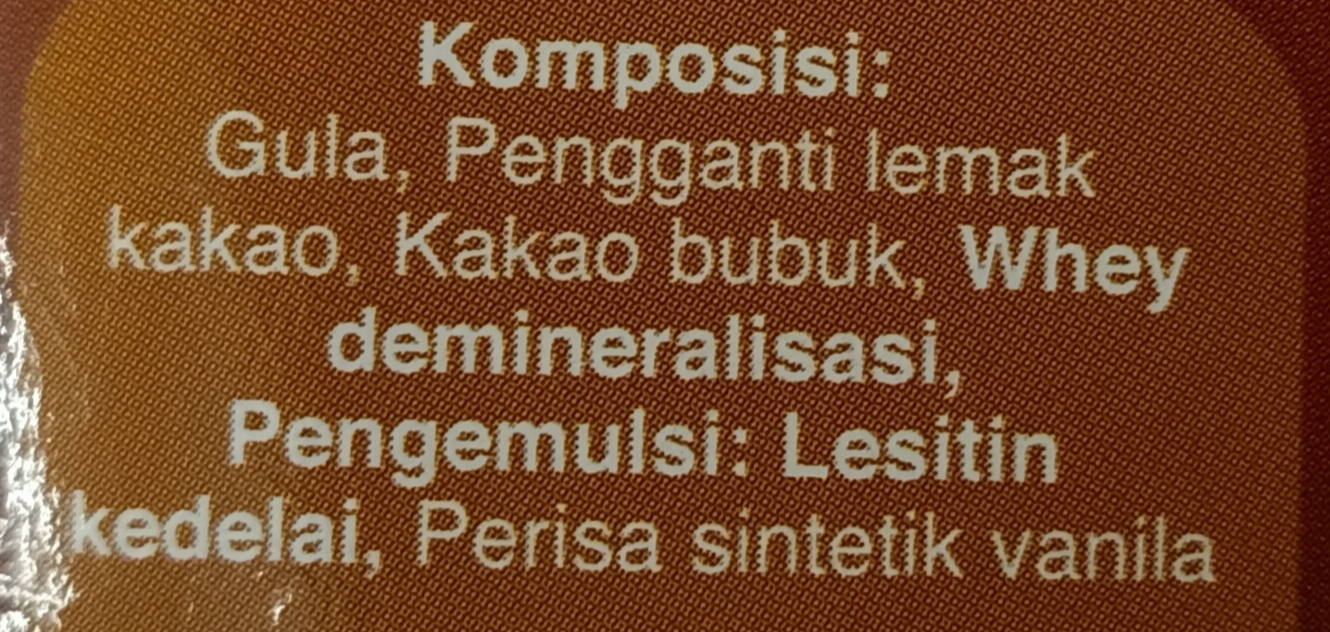 Komposisi:
Gula, Pengganti lemak
kakao, Kakao bubuk, Whey
demineralisasi,
Pengemulsi: Lesitin
kedelai, Perisa sintetik vanila